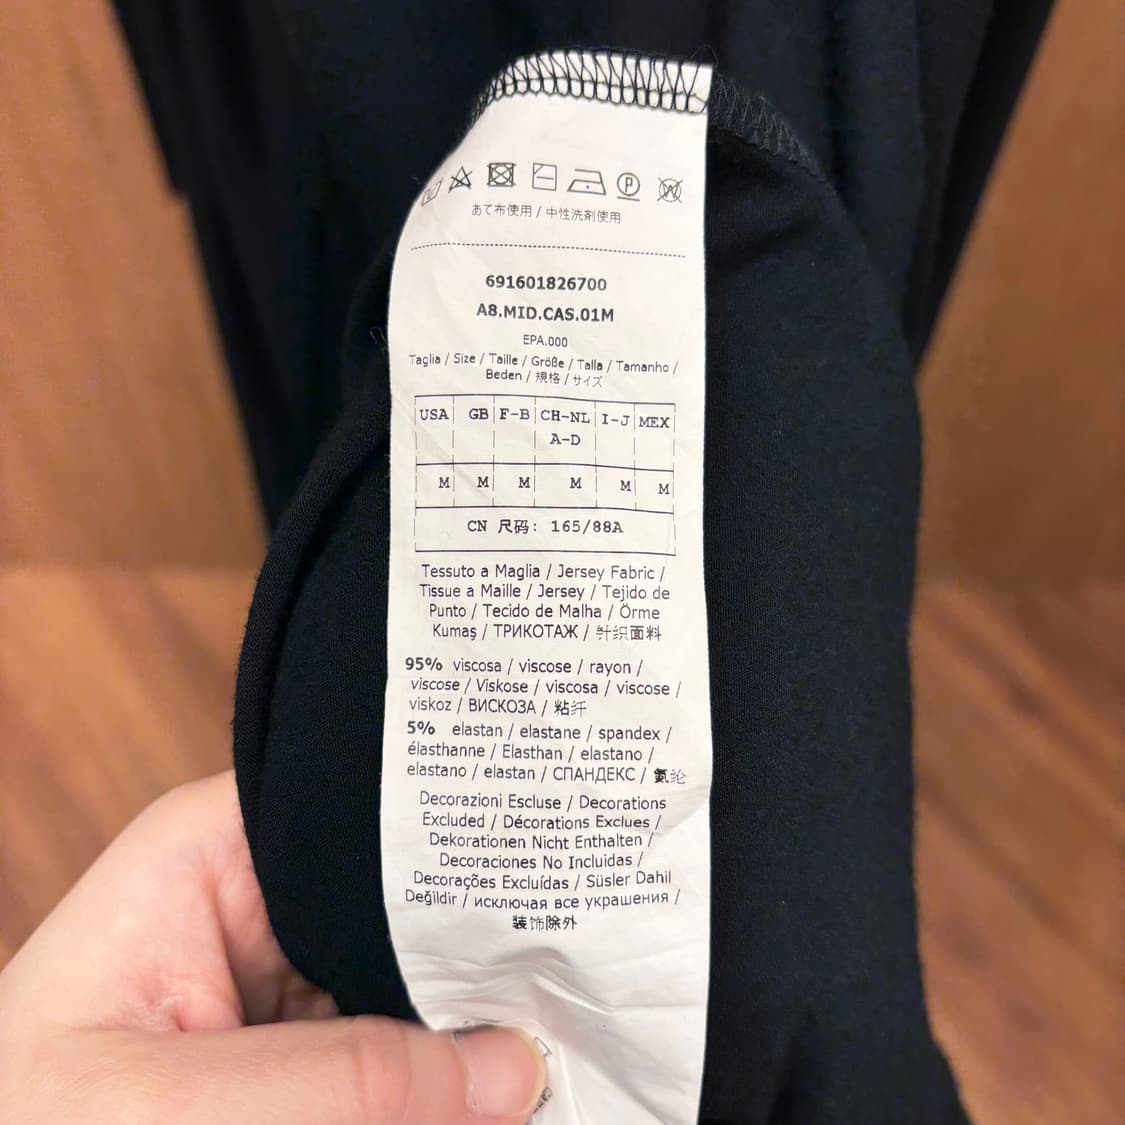 あて布使用 / 中性洗剤使用
691601826700
A8.MID.CAS.01M
EPA.000
Taglia / Size / Taille / Größe / Talla / Tamanho /
Beden / 規格 / サイズ
USA GB F-B CH-NL I-J MEX
A-D
M M M M M M
CN 尺码: 165/88A
Tessuto a Maglia / Jersey Fabric /
Tissue a Maille / Jersey / Tejido de
Punto / Tecido de Malha / Örme
Kumaş / ТРИКОТАЖ / 针织面料
95% viscosa / viscose / rayon /
viscose / Viskose / viscosa / viscose /
viskoz / ВИСКОЗА / 粘纤
5% elastan / elastane / spandex /
élasthanne / Elasthan / elastano /
elastano / elastan / СПАНДЕКС / 氨纶
Decorazioni Escluse / Decorations
Excluded / Décorations Exclues /
Dekorationen Nicht Enthalten /
Decoraciones No Incluidas /
Decorações Excluídas / Süsler Dahil
Değildir / исключая все украшения /
装饰除外